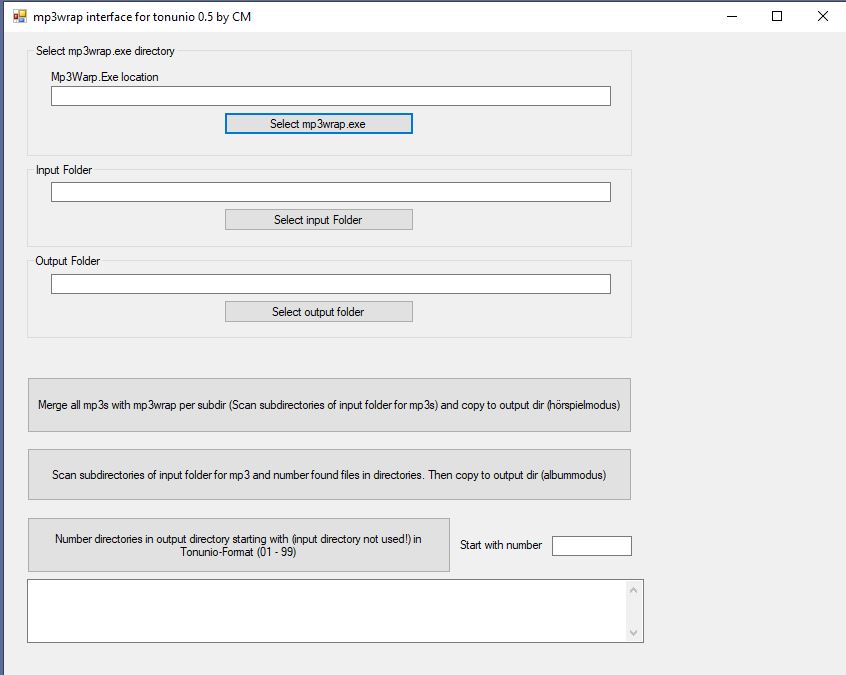 mp3wrap interface for tonunio 0.5 by CM
Select mp3wrap.exe directory
Mp3Warp.Exe location
Select mp3wrap.exe
Input Folder
Select input Folder
Output Folder
Select output folder
Merge all mp3s with mp3wrap per subdir (Scan subdirectories of input folder for mp3s) and copy to output dir (hörspielmodus)
Scan subdirectories of input folder for mp3 and number found files in directories. Then copy to output dir (albummodus)
Number directories in output directory starting with (input directory not used!) in
Tonunio-Format (01 - 99)
Start with number